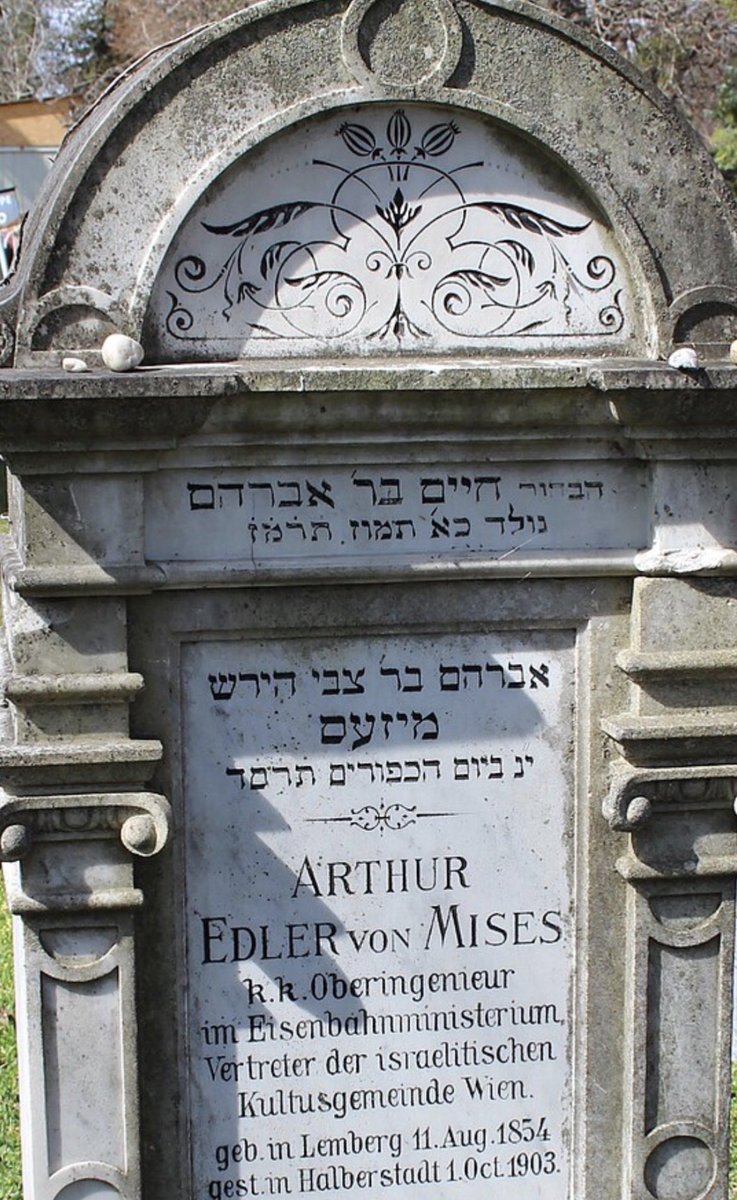 הבחור חיים בר אברהם
נולד כא תמוז תרמז
אברהם בר צבי הירש
מיזעס
ינ ביום הכפורים תרסד
ARTHUR
EDLER VON MISES
k.k. Oberingenieur
im Eisenbahnministerium,
Vertreter der israelitischen
Kultusgemeinde Wien.
geb. in Lemberg 11. Aug. 1854
gest. in Halberstadt 1. Oct. 1903.